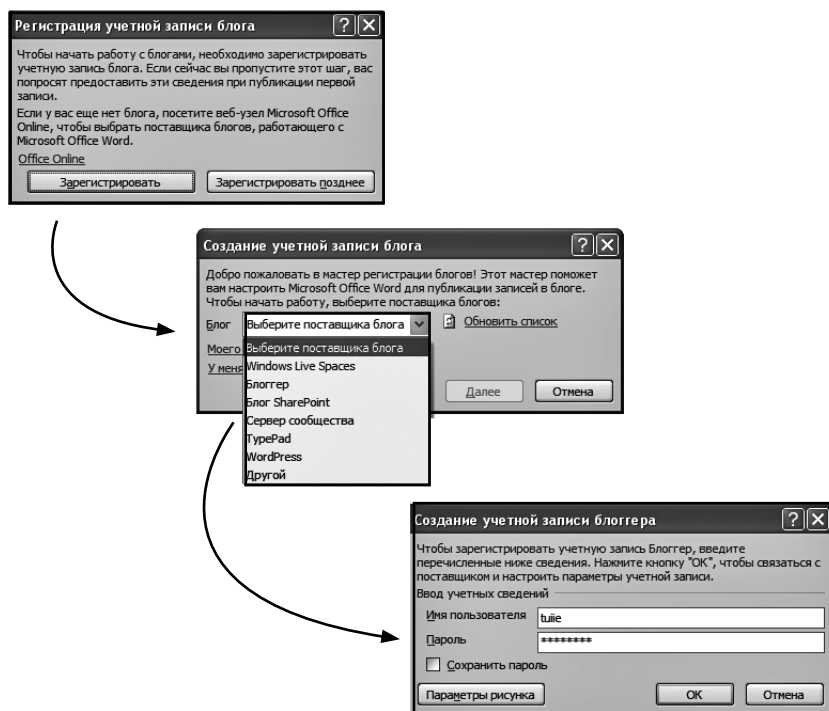 Регистрация учетной записи блога
Чтобы начать работу с блогами, необходимо зарегистрировать
учетную запись блога. Если сейчас вы пропустите этот шаг, вас
попросят предоставить эти сведения при публикации первой
записи.
Если у вас еще нет блога, посетите веб-узел Microsoft Office
Online, чтобы выбрать поставщика блогов, работающего с
Microsoft Office Word.
Office Online
Зарегистрировать
Зарегистрировать позднее
Создание учетной записи блога
Добро пожаловать в мастер регистрации блогов! Этот мастер поможет
вам настроить Microsoft Office Word для публикации записей в блоге.
Чтобы начать работу, выберите поставщика блогов:
Блог
Выберите поставщика блога
Обновить список
Моего
У меня
Выберите поставщика блога
Windows Live Spaces
Блоггер
Блог SharePoint
Сервер сообщества
TypePad
WordPress
Другой
Далее
Отмена
Создание учетной записи блоггера
Чтобы зарегистрировать учетную запись Блоггер, введите
перечисленные ниже сведения. Нажмите кнопку "ОК", чтобы связаться с
поставщиком и настроить параметры учетной записи.
Ввод учетных сведений
Имя пользователя
tuiie
Пароль
********
Сохранить пароль
Параметры рисунка
ОК
Отмена